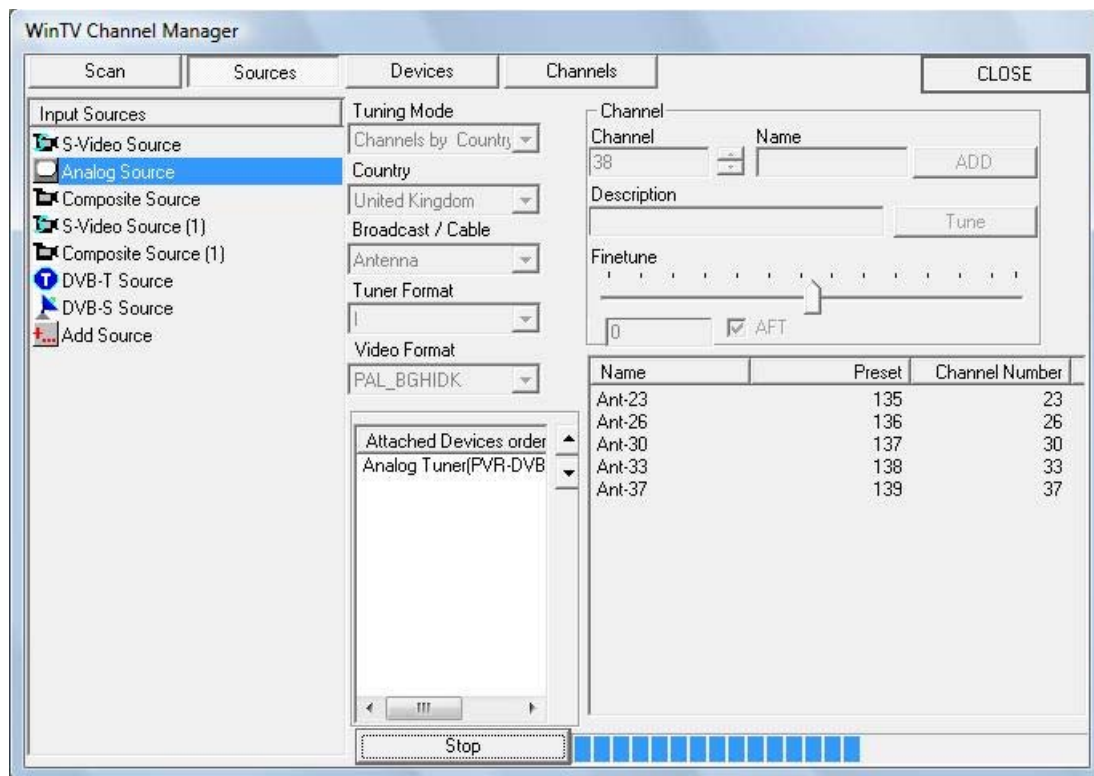 WinTV Channel Manager
Scan
Sources
Devices
Channels
CLOSE
Input Sources
S-Video Source
Analog Source
Composite Source
S-Video Source (1)
Composite Source (1)
DVB-T Source
DVB-S Source
Add Source
Tuning Mode
Channels by Country
Country
United Kingdom
Broadcast / Cable
Antenna
Tuner Format
I
Video Format
PAL_BGHIDK
Attached Devices order
Analog Tuner(PVR-DVB
Stop
Channel
Channel Name
38 ADD
Description
Tune
Finetune
0 AFT
Name Preset Channel Number
Ant-23 135 23
Ant-26 136 26
Ant-30 137 30
Ant-33 138 33
Ant-37 139 37